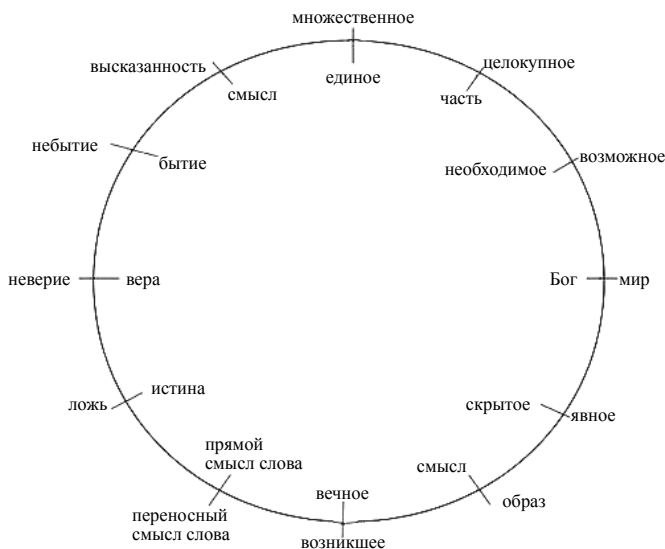 множественное
единое
целокупное
часть
возможное
необходимое
Бог
мир
скрытое
явное
смысл
образ
вечное
возникшее
прямой
смысл слова
переносный
смысл слова
истина
ложь
неверие
вера
небытие
бытие
высказанность
смысл